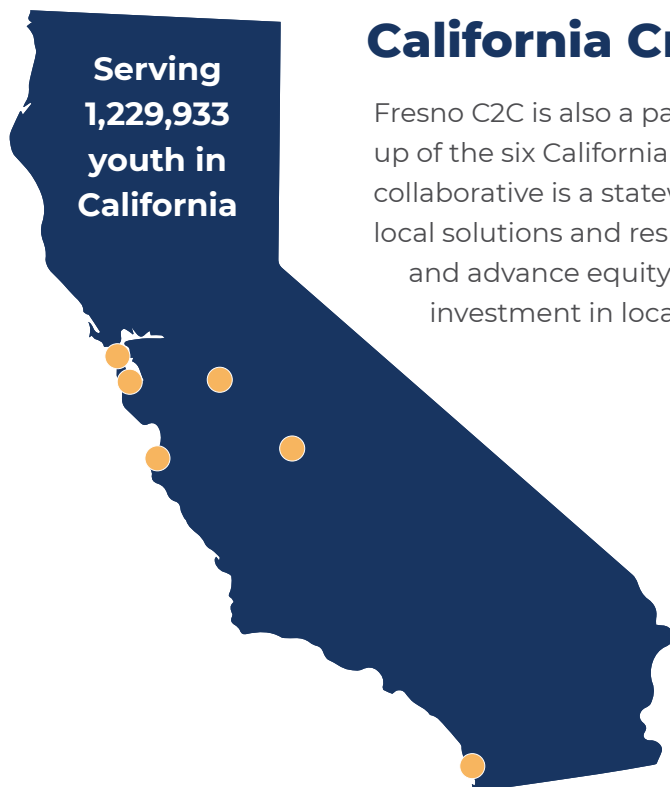 Serving
1,229,933
youth in
California
California
Fresno C2C is also a
up of the six California
collaborative is a
local solutions and
and advance equity
investment in